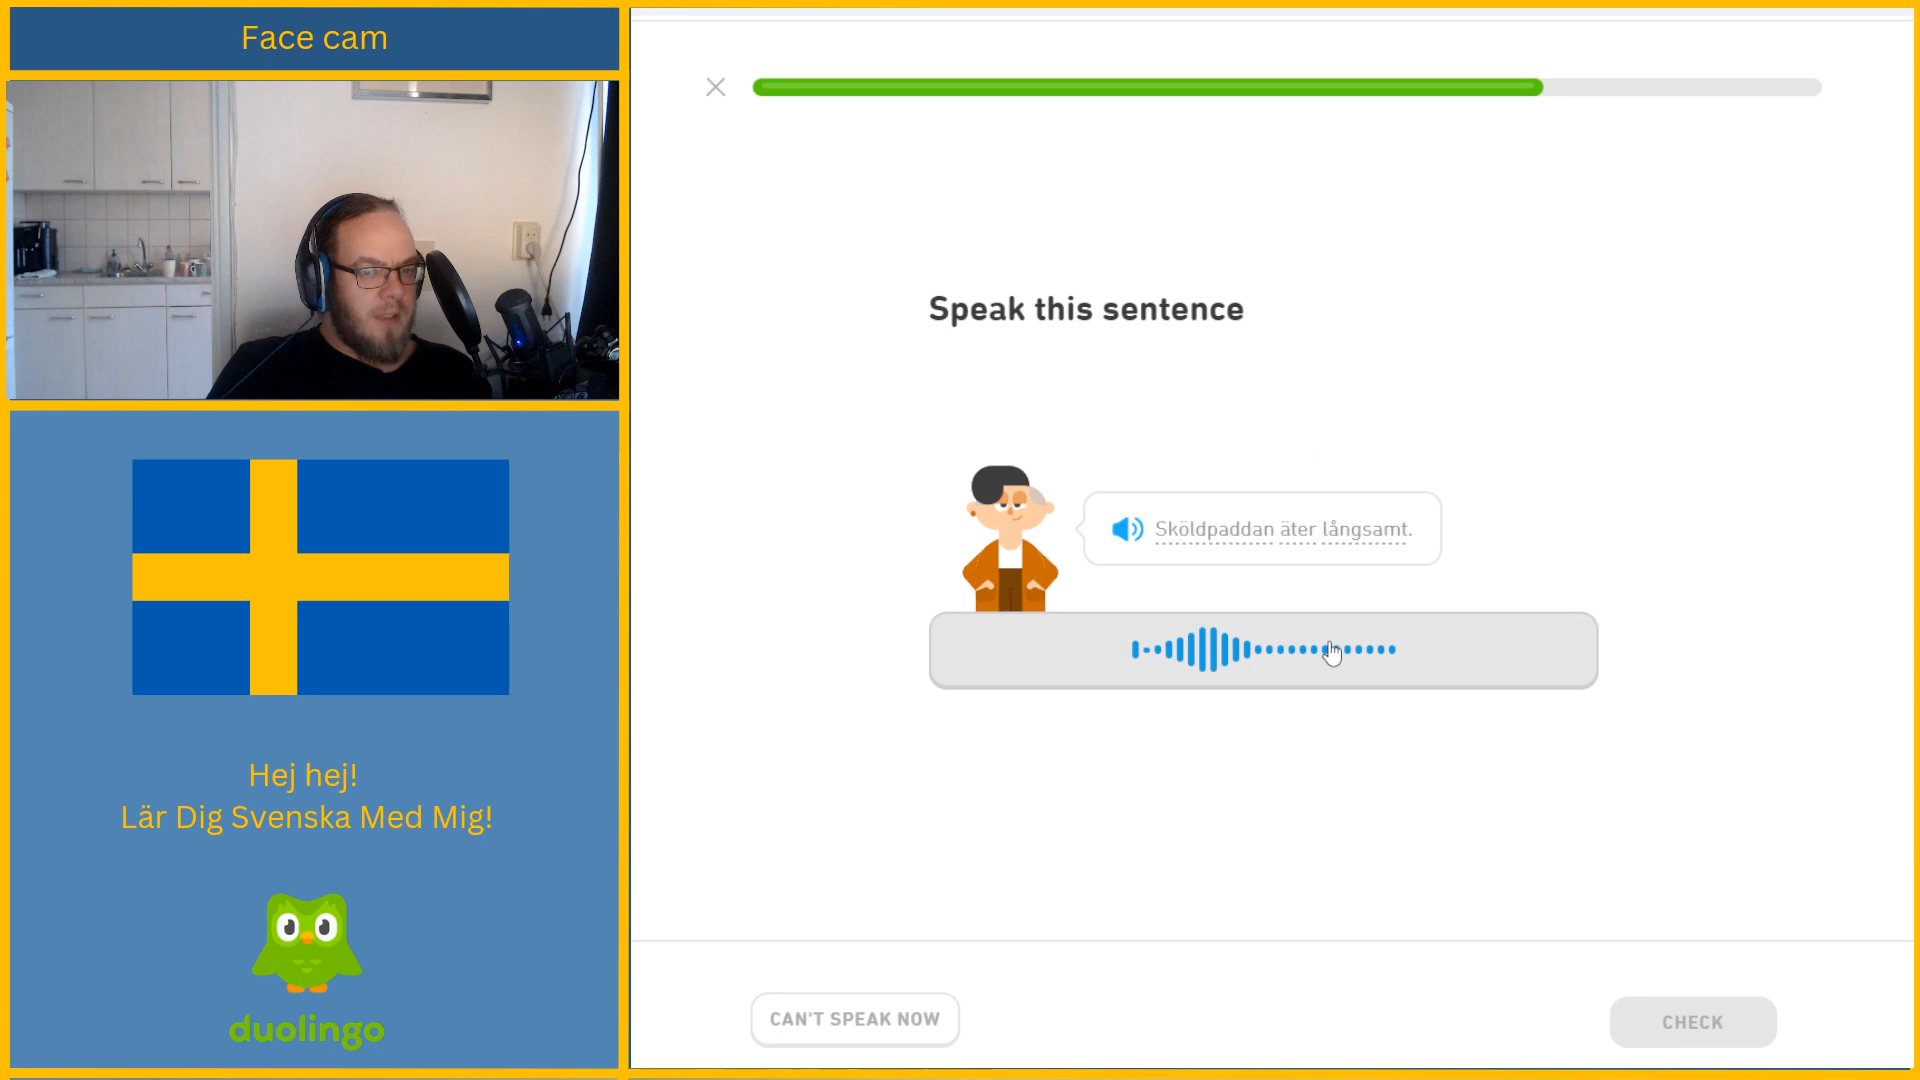 Face cam
Speak this sentence
Sköldpaddan äter långsamt.
Hej hej!
Lär Dig Svenska Med Mig!
duolingo
CAN'T SPEAK NOW
CHECK